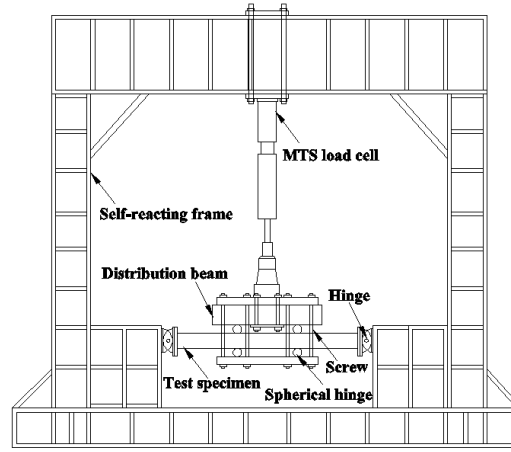 MTS load cell
Self-reacting frame
Distribution beam
Hinge
Screw
Test specimen
Spherical hinge